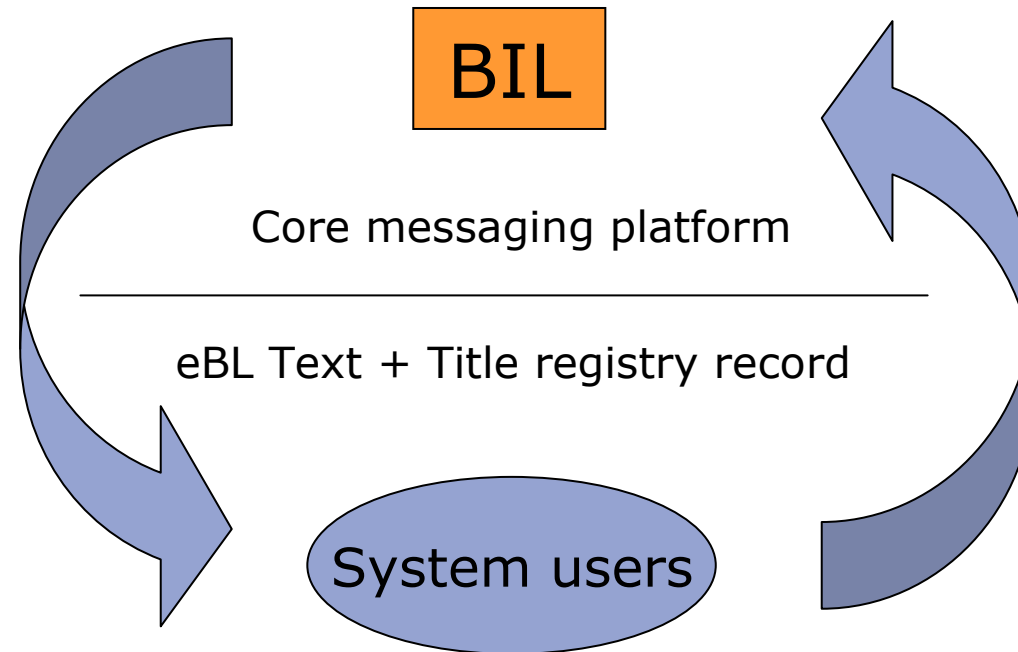 BIL
Core messaging platform
eBL Text + Title registry record
System users